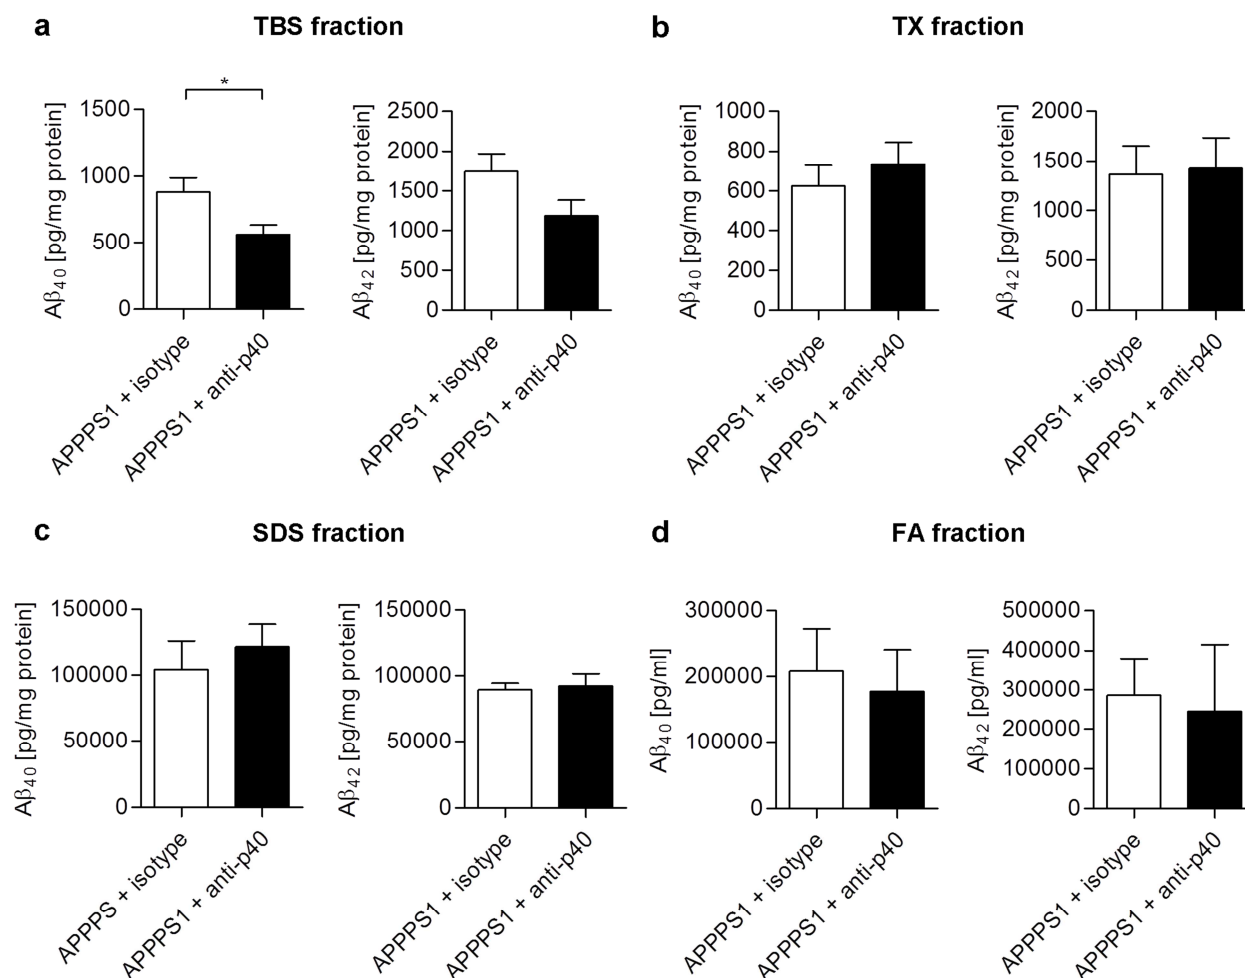 a TBS fraction
*
Aβ40 [pg/mg protein]
1500
1000
500
0
APPPS1 + isotype
APPPS1 + anti-p40
Aβ42 [pg/mg protein]
2500
2000
1500
1000
500
0
APPPS1 + isotype
APPPS1 + anti-p40
b TX fraction
Aβ40 [pg/mg protein]
1000
800
600
400
200
0
APPPS1 + isotype
APPPS1 + anti-p40
Aβ42 [pg/mg protein]
2000
1500
1000
500
0
APPPS1 + isotype
APPPS1 + anti-p40
c SDS fraction
Aβ40 [pg/mg protein]
150000
100000
50000
0
APPPS + isotype
APPPS1 + anti-p40
Aβ42 [pg/mg protein]
150000
100000
50000
0
APPPS1 + isotype
APPPS1 + anti-p40
d FA fraction
Aβ40 [pg/ml]
300000
200000
100000
0
APPPS1 + isotype
APPPS1 + anti-p40
Aβ42 [pg/ml]
500000
400000
300000
200000
100000
0
APPPS1 + isotype
APPPS1 + anti-p40